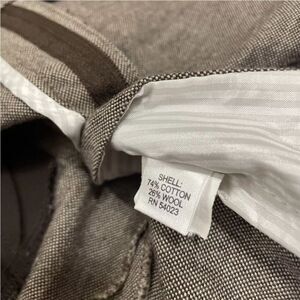 SHELL:
74% COTTON
26% WOOL
RN 54023